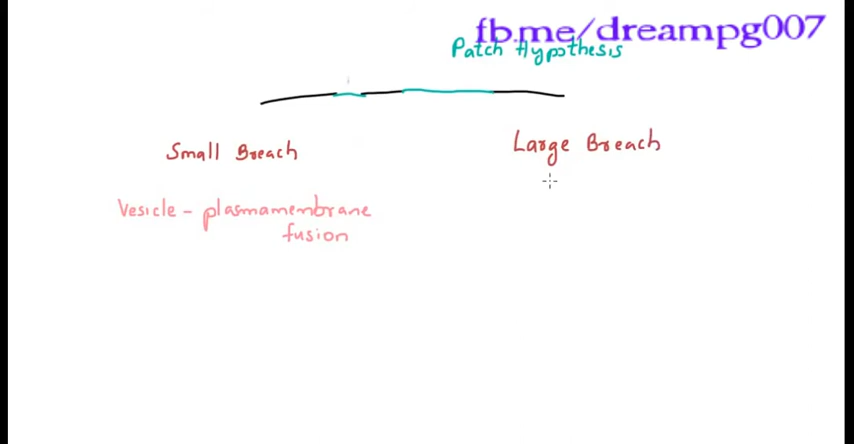 fb.me/dreampg007
Patch Hypothesis
Small Breach
Large Breach
Vesicle - plasmamembrane
fusion